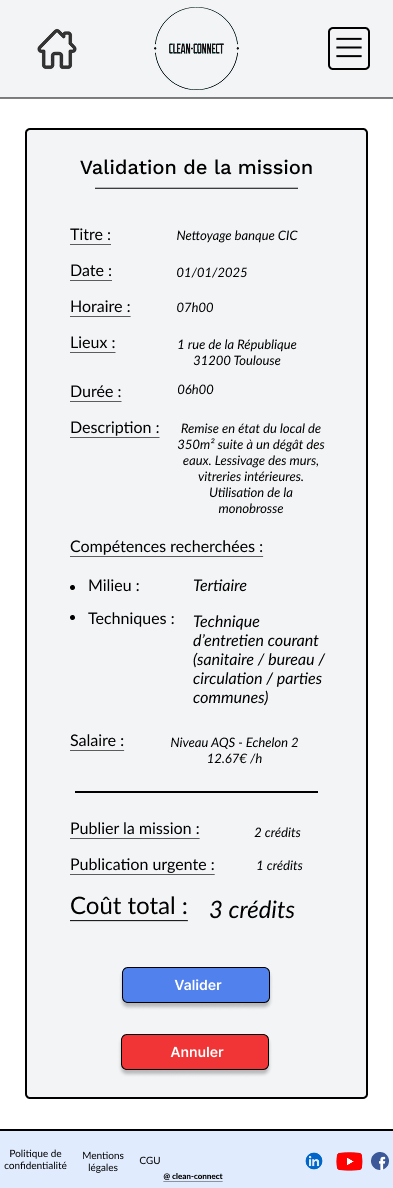 CLEAN-CONNECT
Validation de la mission
Titre :
Nettoyage banque CIC
Date :
01/01/2025
Horaire :
07h00
Lieux :
1 rue de la République
31200 Toulouse
Durée :
06h00
Description :
Remise en état du local de
350m² suite à un dégât des
eaux. Lessivage des murs,
vitreries intérieures.
Utilisation de la
monobrosse
Compétences recherchées :
• Milieu :
Tertiaire
• Techniques :
Technique
d'entretien courant
(sanitaire / bureau /
circulation / parties
communes)
Salaire :
Niveau AQS - Echelon 2
12.67€ /h
Publier la mission :
2 crédits
Publication urgente :
1 crédits
Coût total :
3 crédits
Valider
Annuler
Politique de
confidentialité
Mentions
légales
CGU
@ clean-connect
in
f